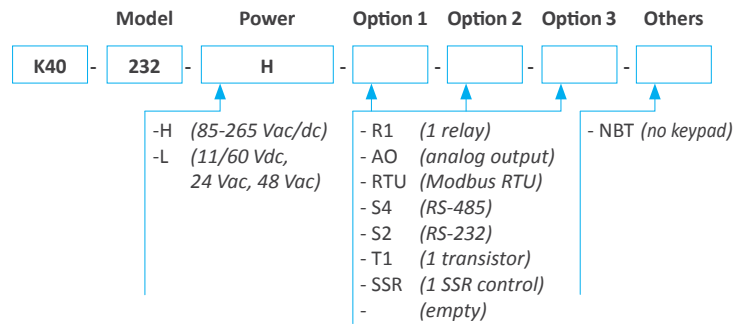 Model Power Option 1 Option 2 Option 3 Others
K40 - 232 - H - - - -
-H (85-265 Vac/dc) - R1 (1 relay) - NBT (no keypad)
-L (11/60 Vdc, - AO (analog output)
24 Vac, 48 Vac) - RTU (Modbus RTU)
- S4 (RS-485)
- S2 (RS-232)
- T1 (1 transistor)
- SSR (1 SSR control)
- (empty)